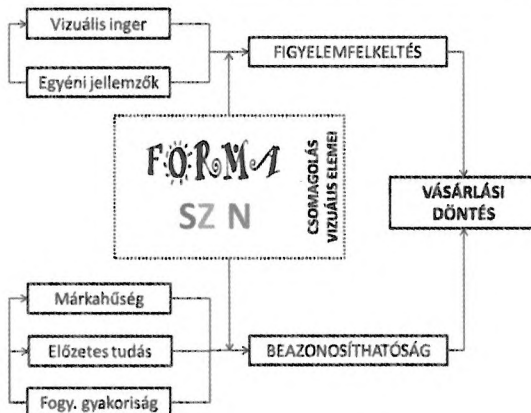 Vizuális inger
Egyéni jellemzők
FIGYELEMFELKELTÉS
FORMA
SZ N
CSOMAGOLÁS
VIZUÁLIS ELEMEI
VÁSÁRLÁSI
DÖNTÉS
Márkahűség
Előzetes tudás
Fogy. gyakoriság
BEAZONOSÍTHATÓSÁG